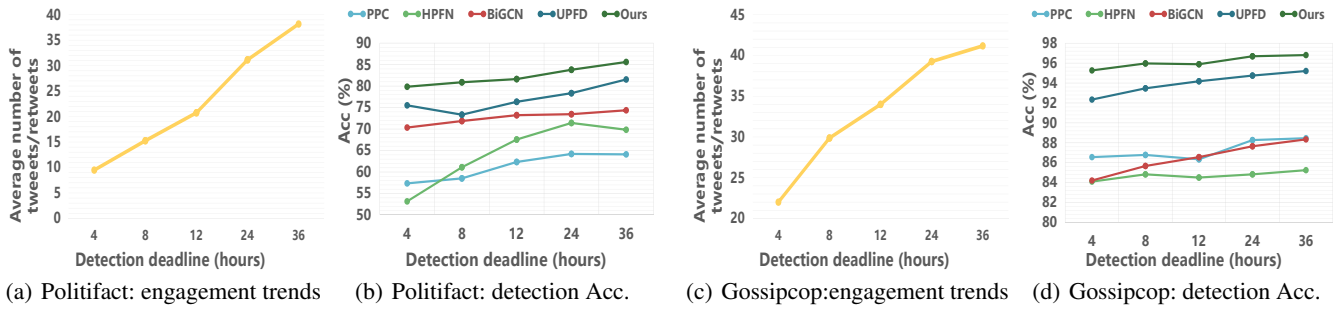 Average number of
tweeets/retweets
40
35
30
25
20
15
10
5
0
4 8 12 24 36
Detection deadline (hours)
(a) Politifact: engagement trends
PPC HPFN BiGCN UPFD Ours
Acc (%)
90
85
80
75
70
65
60
55
50
4 8 12 24 36
Detection deadline (hours)
(b) Politifact: detection Acc.
Average number of
tweets/retweets
45
40
35
30
25
20
4 8 12 24 36
Detection deadline (hours)
(c) Gossipcop:engagement trends
PPC HPFN BiGCN UPFD Ours
Acc (%)
98
96
94
92
90
88
86
84
82
80
4 8 12 24 36
Detection deadline (hours)
(d) Gossipcop: detection Acc.